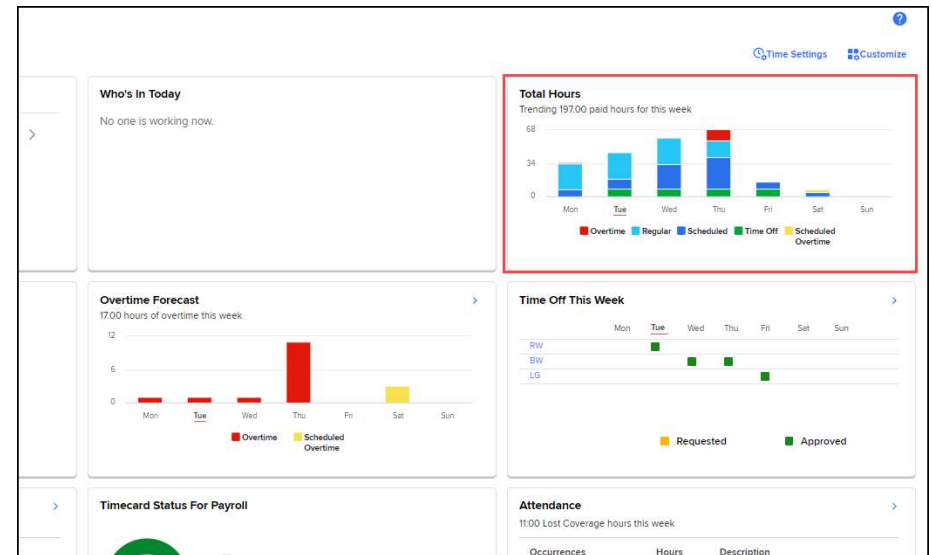 ?
Time Settings Customize
Who's In Today
No one is working now.
Total Hours
Trending 197.00 paid hours for this week
68
34
0
Mon Tue Wed Thu Fri Sat Sun
Overtime Regular Scheduled Time Off Scheduled Overtime
Overtime Forecast
17.00 hours of overtime this week
12
6
0
Mon Tue Wed Thu Fri Sat Sun
Overtime Scheduled Overtime
Time Off This Week
Mon Tue Wed Thu Fri Sat Sun
RW
BW
LG
Requested Approved
Timecard Status For Payroll
Attendance
11:00 Lost Coverage hours this week
Occurrences Hours Description